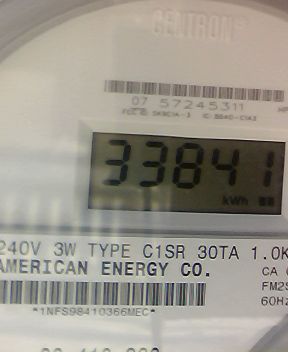 CENTRON®
07 57245311
33841
kWh
240V 3W TYPE C1SR 30TA 1.0K
AMERICAN ENERGY CO.
CA
FM2S
60Hz
*1NFS98410366MEC*